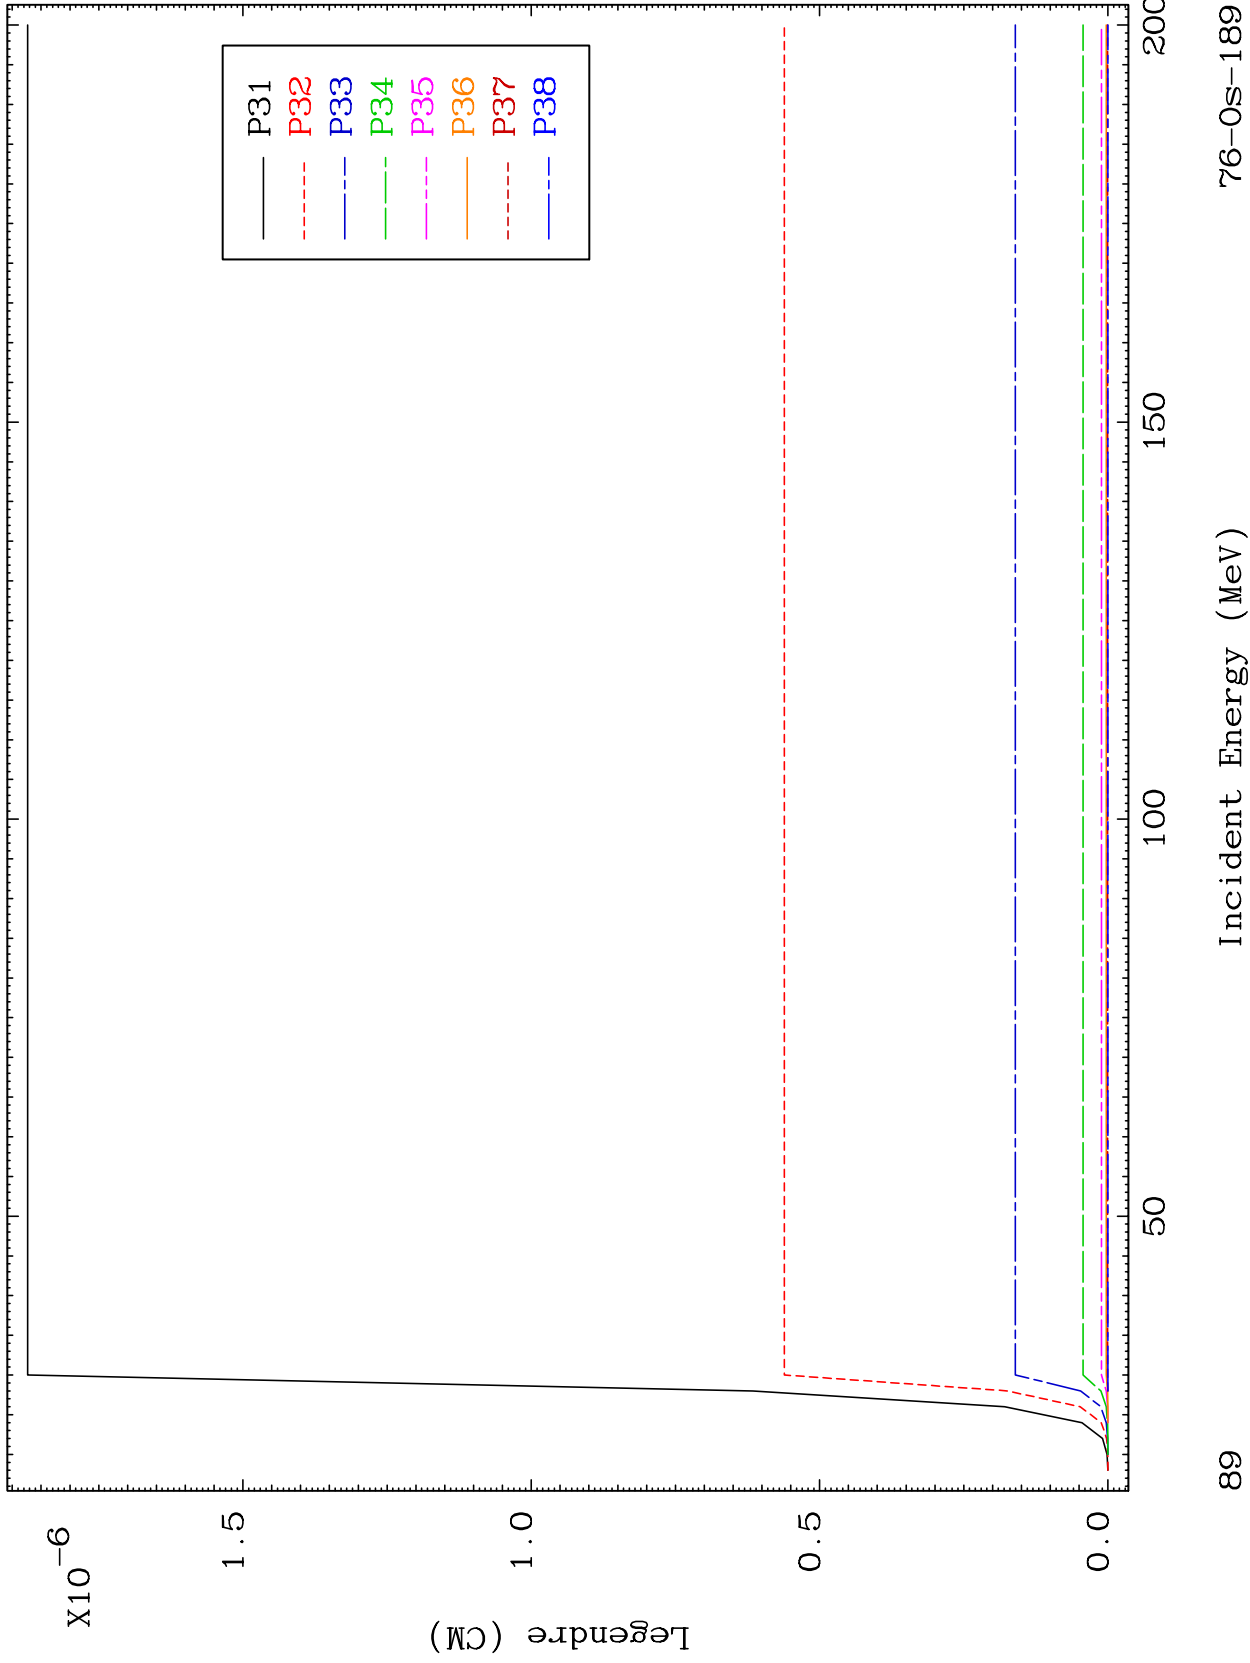 X10-6
1.5
1.0
0.5
0.0
Legendre (CM)
P31
P32
P33
P34
P35
P36
P37
P38
50
100
150
200
Incident Energy (MeV)
89
76-Os-189